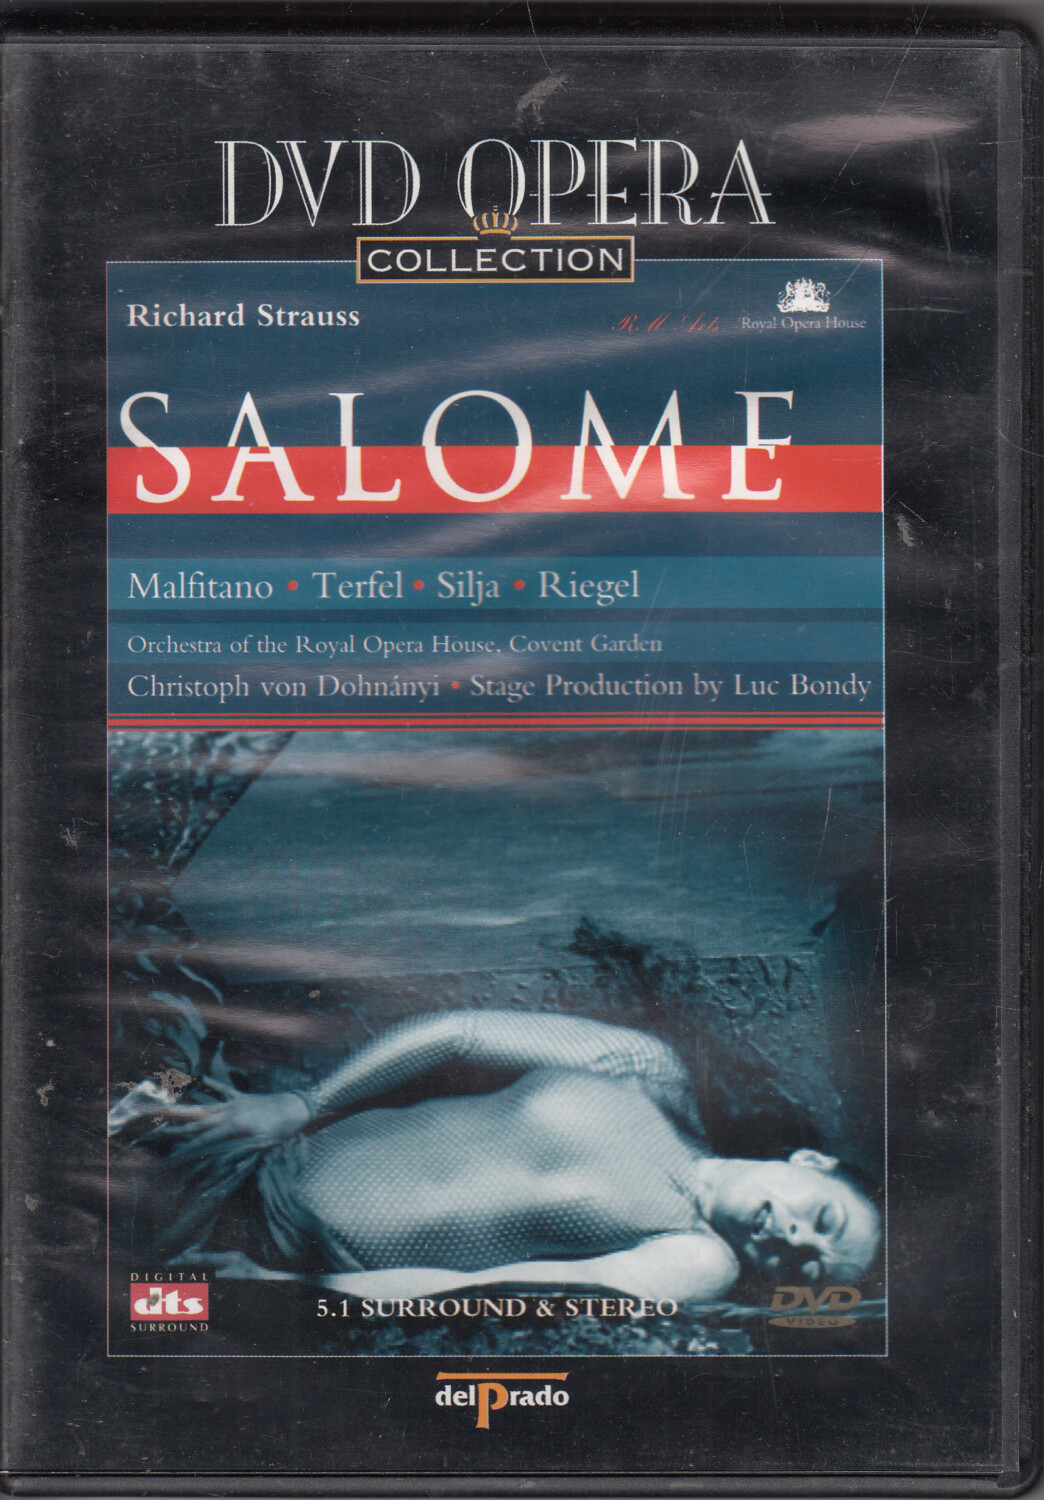 DVD OPERA
COLLECTION
Richard Strauss
RM Arts
Royal Opera House
SALOME
Malfitano • Terfel • Silja • Riegel
Orchestra of the Royal Opera House, Covent Garden
Christoph von Dohnányi • Stage Production by Luc Bondy
DIGITAL
dts
SURROUND
5.1 SURROUND & STEREO
DVD
VIDEO
delPrado